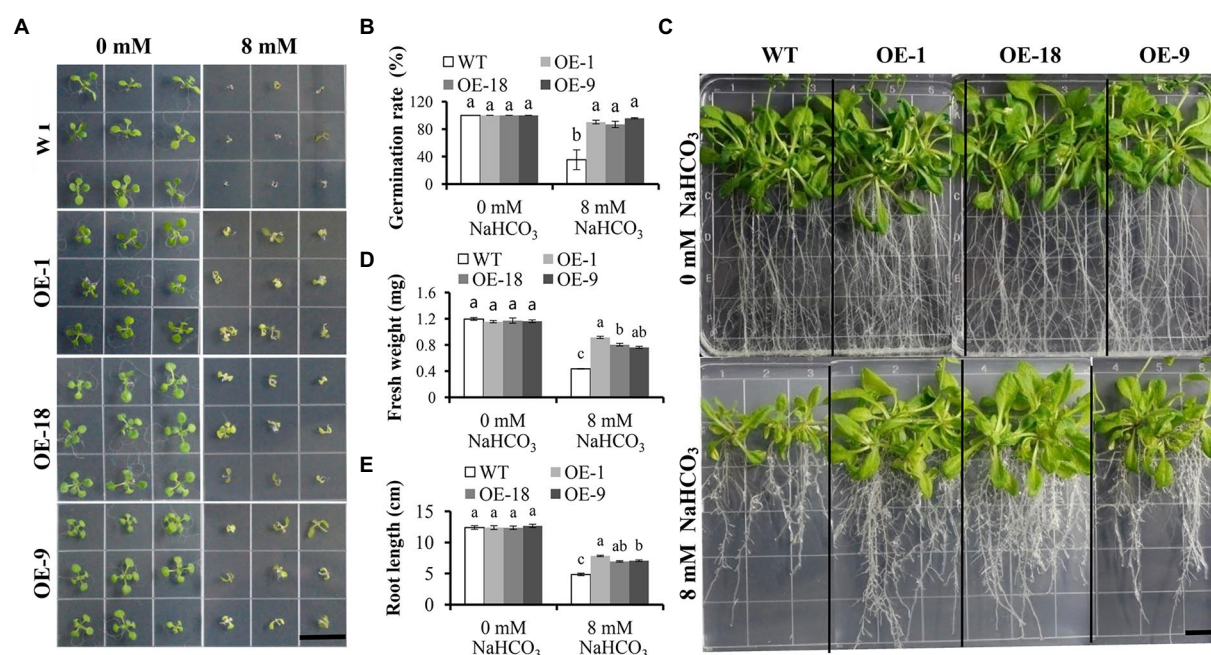 A
0 mM
8 mM
WT
OE-1
OE-18
OE-9
B
Germination rate (%)
WT
OE-1
OE-18
OE-9
120
80
40
0
a a a a
b a a a
0 mM
NaHCO3
8 mM
NaHCO3
D
Fresh weight (mg)
WT
OE-1
OE-18
OE-9
1.6
1.2
0.8
0.4
0
a a a a
c a b ab
0 mM
NaHCO3
8 mM
NaHCO3
E
Root length (cm)
WT
OE-1
OE-18
OE-9
15
10
5
0
a a a a
c a ab b
0 mM
NaHCO3
8 mM
NaHCO3
C
WT
OE-1
OE-18
OE-9
0 mM NaHCO3
8 mM NaHCO3